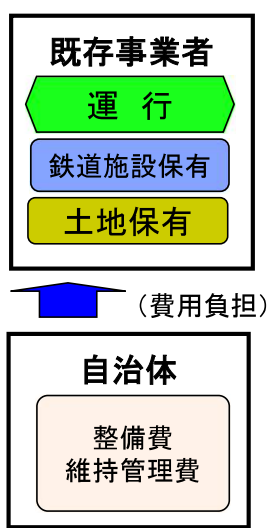 既存事業者
運 行
鉄道施設保有
土地保有
（費用負担）
自治体
整備費
維持管理費